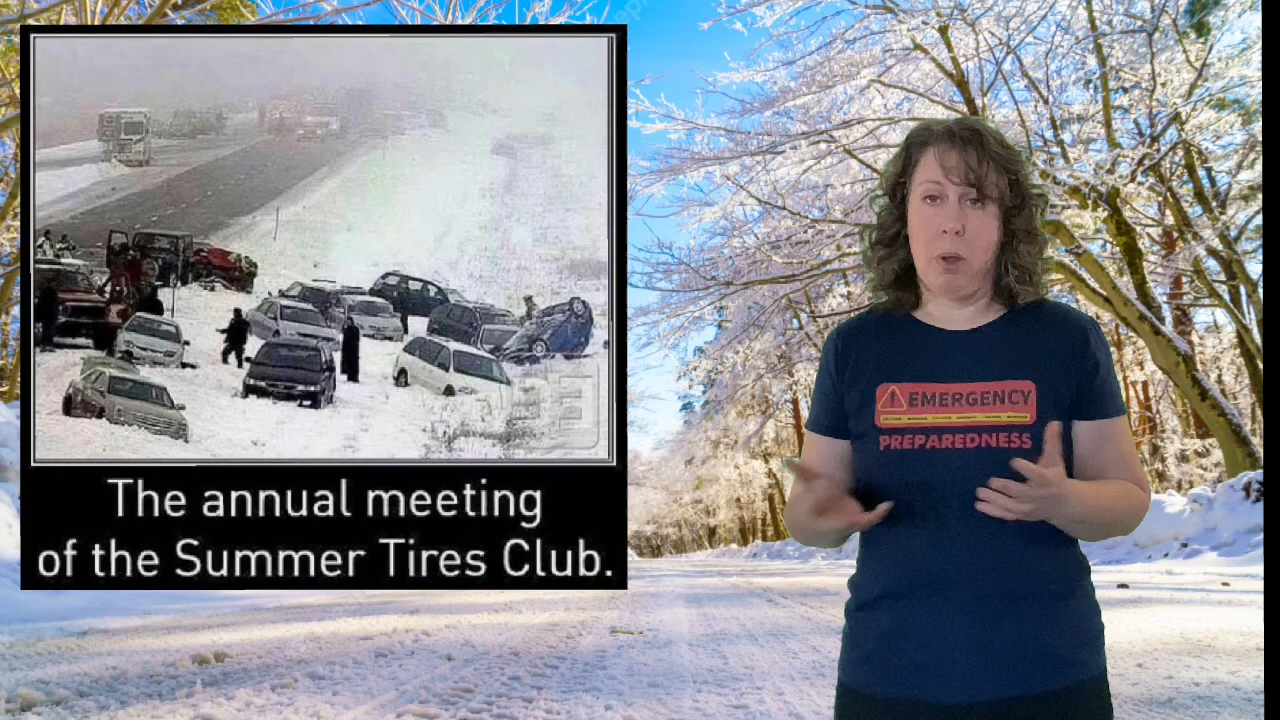 The annual meeting
of the Summer Tires Club.
EMERGENCY
PREPAREDNESS